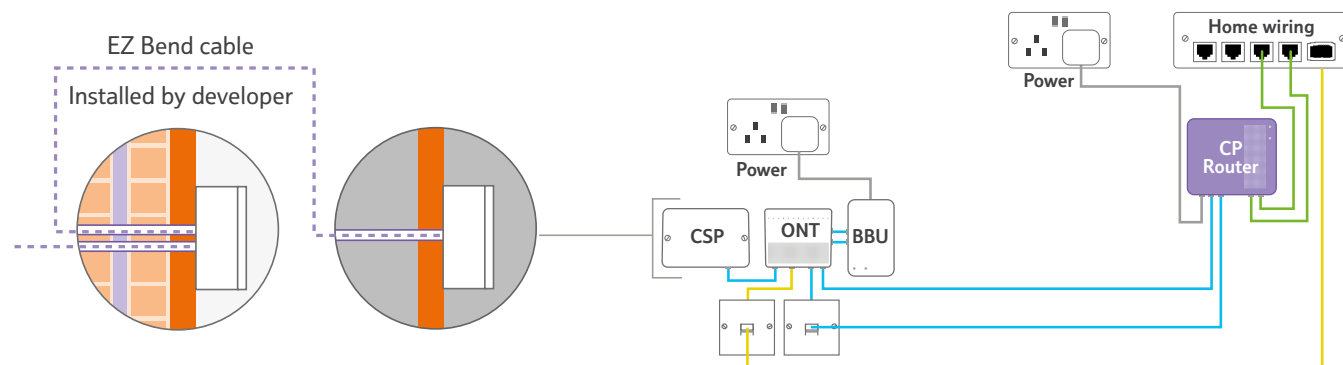 EZ Bend cable
Installed by developer
Power
CSP
ONT
BBU
Power
Home wiring
CP
Router